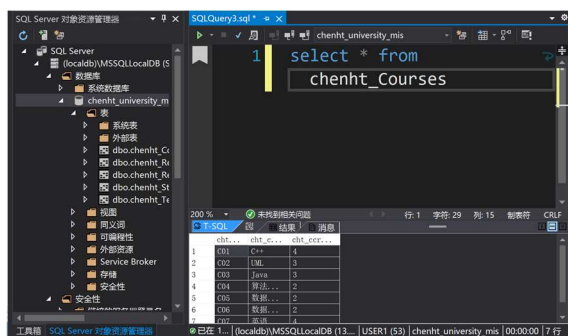 SQL Server 对象资源管理器
SQL Server
(localdb)\MSSQLLocalDB (S
数据库
系统数据库
chenht_university_m
表
系统表
外部表
dbo.chenht_Co
dbo.chenht_Re
dbo.chenht_Re
dbo.chenht_St
dbo.chenht_Te
视图
同义词
可编程性
外部资源
Service Broker
存储
安全性
安全性
工具箱 SQL Server 对象资源管理器
SQLQuery3.sql *
chenht_university_mis
1 select * from
chenht_Courses
200 % 未找到相关问题 行: 1 字符: 29 列: 15 制表符 CRLF
T-SQL 结果 消息
cht... cht_c... cht_ccr...
1 C01 C++ 4
2 C02 UML 3
3 C03 Java 3
4 C04 算法... 2
5 C05 数据... 2
6 C06 数据... 2
7 C07 英语 4
已在 1... (localdb)\MSSQLLocalDB (13.... USER1 (53) chenht_university_mis 00:00:00 7 行